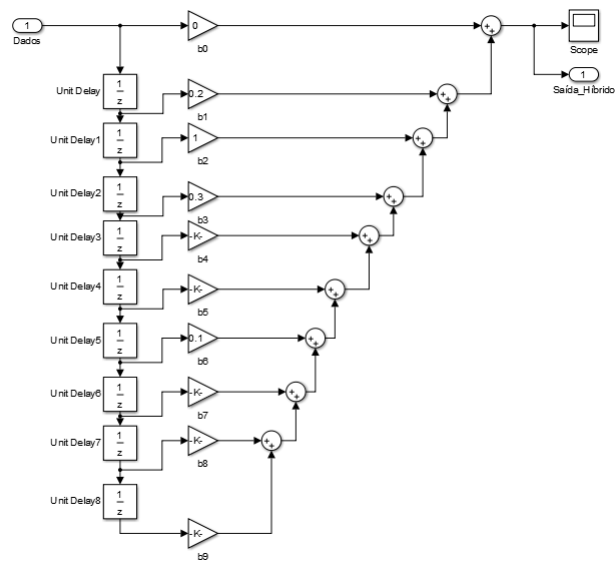 1
Dados
0
b0
Scope
1
Saída_Híbrido
Unit Delay
1
z
0.2
b1
Unit Delay1
1
z
1
b2
Unit Delay2
1
z
0.3
b3
Unit Delay3
1
z
-K-
b4
Unit Delay4
1
z
-K-
b5
Unit Delay5
1
z
0.1
b6
Unit Delay6
1
z
-K-
b7
Unit Delay7
1
z
-K-
b8
Unit Delay8
1
z
-K-
b9